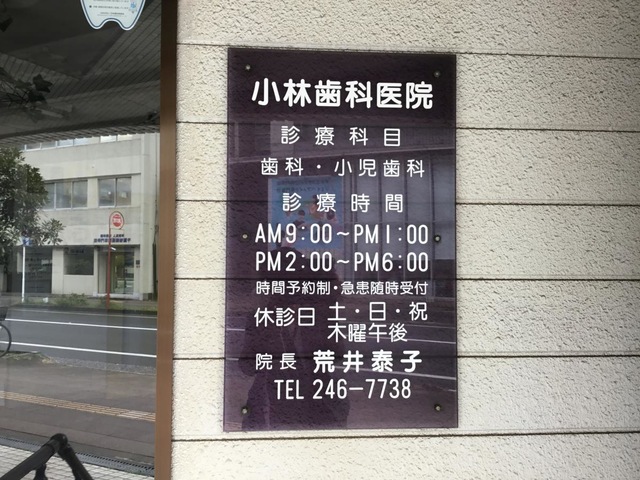 小林歯科医院
診療科目
歯科・小児歯科
診療時間
AM9:00～PM1:00
PM2:00～PM6:00
時間予約制・急患随時受付
休診日 土・日・祝
木曜午後
院長 荒井泰子
TEL 246-7738